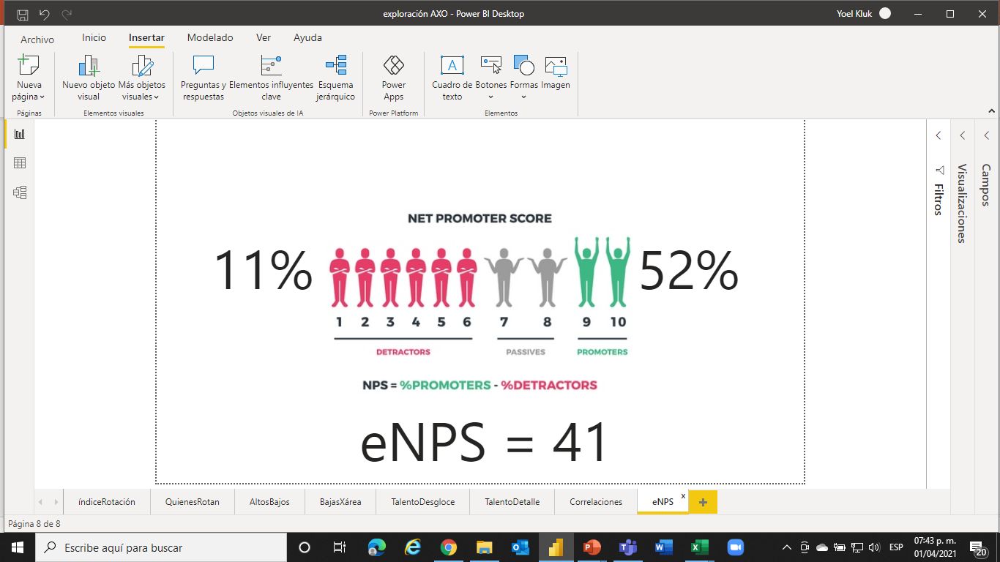 exploración AXO - Power BI Desktop
Yoel Kluk
Archivo
Inicio
Insertar
Modelado
Ver
Ayuda
Nueva página
Nuevo objeto visual
Más objetos visuales
Preguntas y respuestas
Elementos influyentes clave
Esquema jerárquico
Power Apps
Cuadro de texto
Botones
Formas
Imagen
Páginas
Elementos visuales
Objetos visuales de IA
Power Platform
Elementos
Filtros
Visualizaciones
Campos
NET PROMOTER SCORE
11%
52%
1 2 3 4 5 6 7 8 9 10
DETRACTORS PASSIVES PROMOTERS
NPS = %PROMOTERS - %DETRACTORS
eNPS = 41
índiceRotación
QuienesRotan
AltosBajos
BajasXárea
TalentoDesgloce
TalentoDetalle
Correlaciones
eNPS
x
Página 8 de 8
Escribe aquí para buscar
ESP
07:43 p. m.
01/04/2021
20